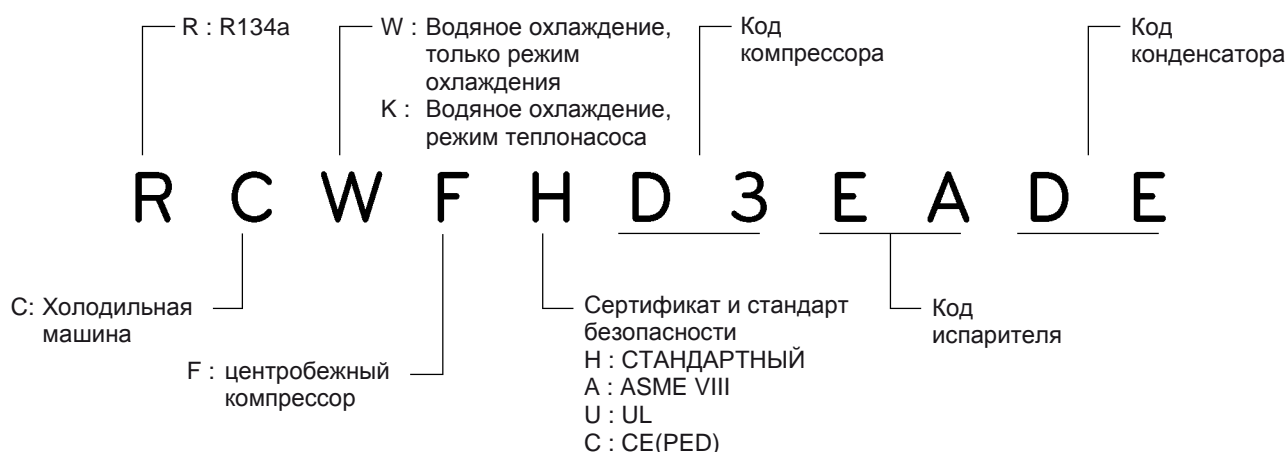 R : R134a
W : Водяное охлаждение,
только режим
охлаждения
K : Водяное охлаждение,
режим теплонасоса
Код
компрессора
Код
конденсатора
R C W F H D 3 E A D E
C: Холодильная
машина
F : центробежный
компрессор
Сертификат и стандарт
безопасности
H : СТАНДАРТНЫЙ
A : ASME VIII
U : UL
C : CE(PED)
Код
испарителя